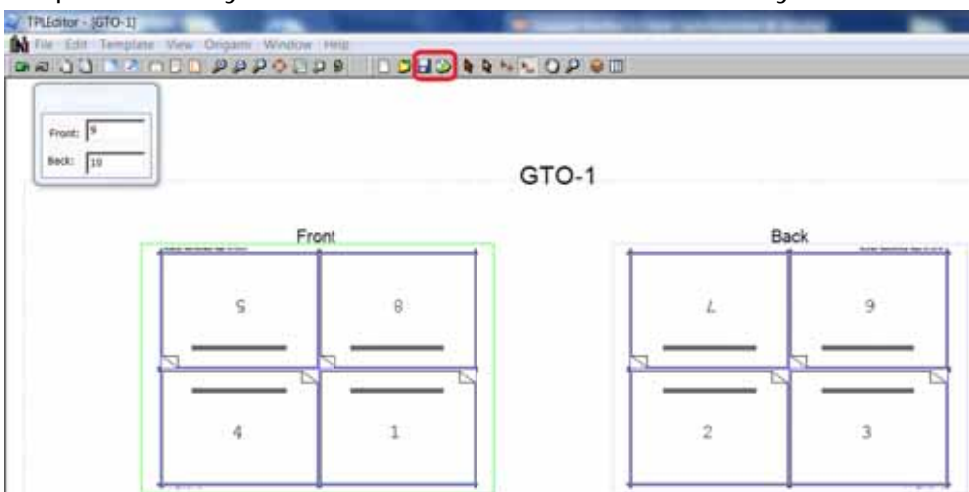 TPLEditor - [GTO-1]
File Edit Template View Origami Window Help
Front: 9
Back: 10
GTO-1
Front Back
5 8 7 6
4 1 2 3